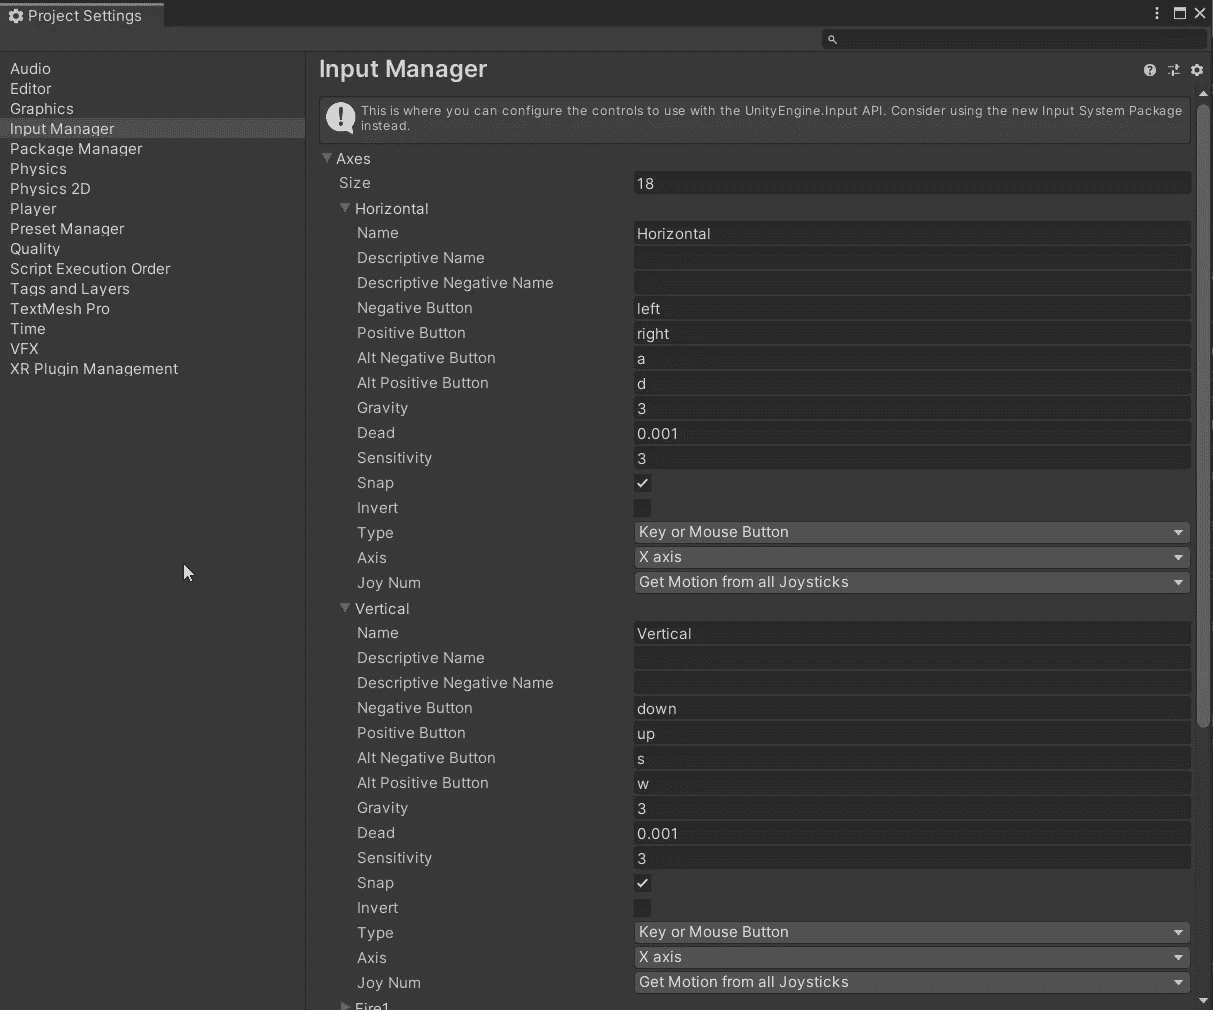 Project Settings
Audio
Editor
Graphics
Input Manager
Package Manager
Physics
Physics 2D
Player
Preset Manager
Quality
Script Execution Order
Tags and Layers
TextMesh Pro
Time
VFX
XR Plugin Management
Input Manager
This is where you can configure the controls to use with the UnityEngine.Input API. Consider using the new Input System Package
instead.
Axes
Size 18
Horizontal
Name Horizontal
Descriptive Name
Descriptive Negative Name
Negative Button left
Positive Button right
Alt Negative Button a
Alt Positive Button d
Gravity 3
Dead 0.001
Sensitivity 3
Snap
Invert
Type Key or Mouse Button
Axis X axis
Joy Num Get Motion from all Joysticks
Vertical
Name Vertical
Descriptive Name
Descriptive Negative Name
Negative Button down
Positive Button up
Alt Negative Button s
Alt Positive Button w
Gravity 3
Dead 0.001
Sensitivity 3
Snap
Invert
Type Key or Mouse Button
Axis X axis
Joy Num Get Motion from all Joysticks
Fire1